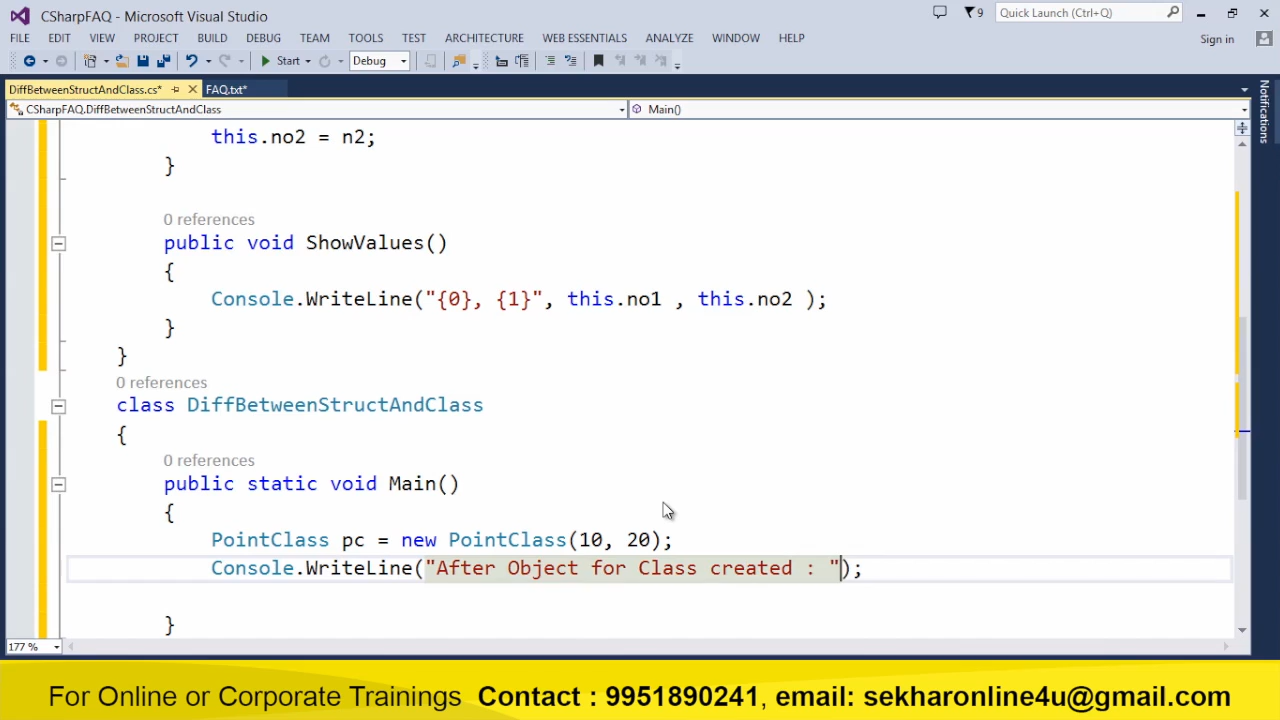 CSharpFAQ - Microsoft Visual Studio
9
Quick Launch (Ctrl+Q)
FILE EDIT VIEW PROJECT BUILD DEBUG TEAM TOOLS TEST ARCHITECTURE WEB ESSENTIALS ANALYZE WINDOW HELP
Sign in
Start Debug
DiffBetweenStructAndClass.cs* FAQ.txt*
CSharpFAQ.DiffBetweenStructAndClass Main()
Notifications
this.no2 = n2;
}
0 references
public void ShowValues()
{
Console.WriteLine("{0}, {1}", this.no1 , this.no2 );
}
}
0 references
class DiffBetweenStructAndClass
{
0 references
public static void Main()
{
PointClass pc = new PointClass(10, 20);
Console.WriteLine("After Object for Class created : ");
}
177 %
For Online or Corporate Trainings Contact : 9951890241, email: sekharonline4u@gmail.com